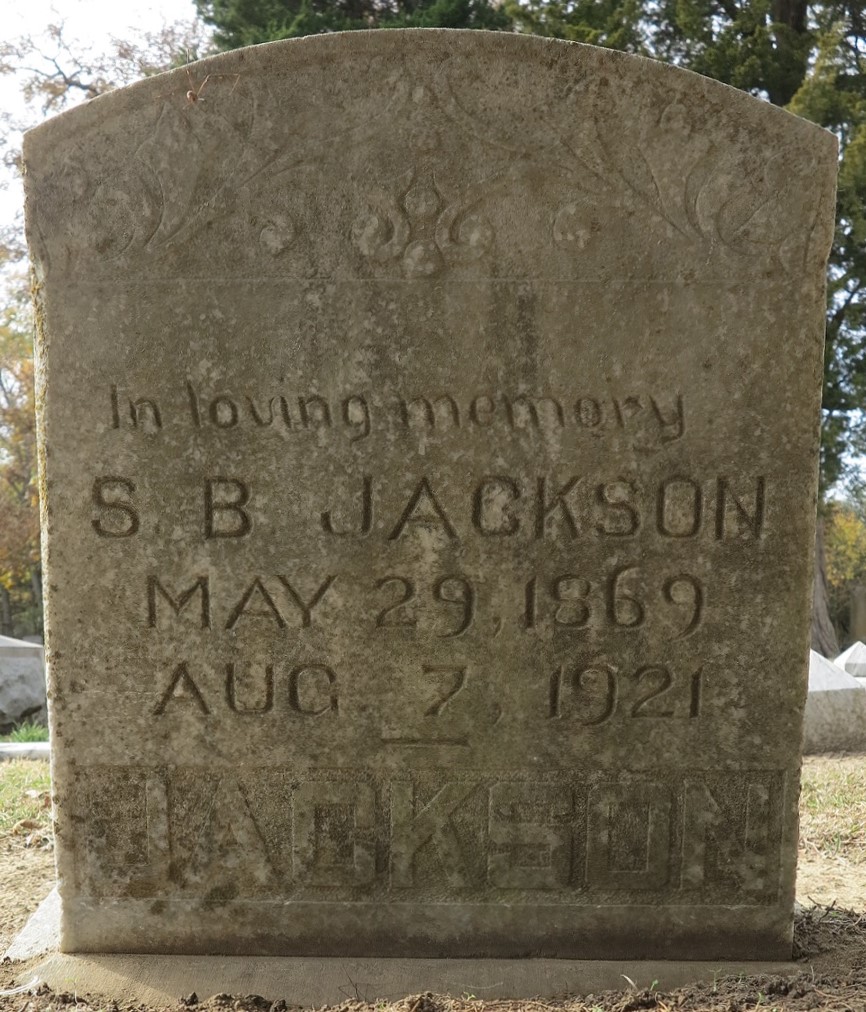 In loving memory
S. B. JACKSON
MAY 29, 1869
AUG. 7, 1921
JACKSON